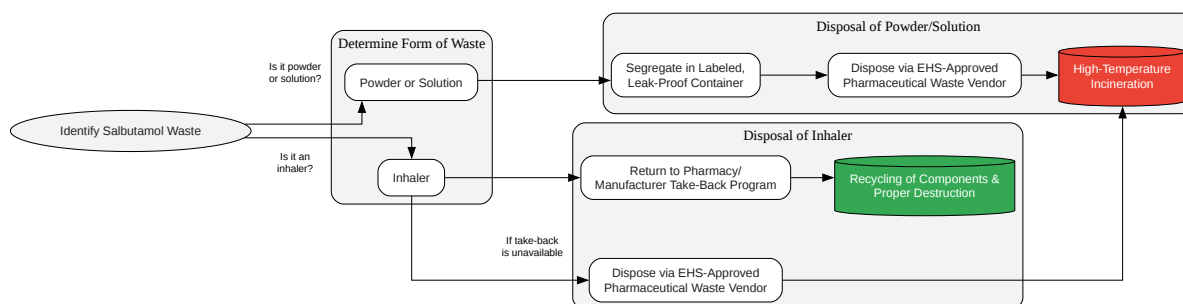 Identify Salbutamol Waste
Is it powder
or solution?
Is it an
inhaler?
Determine Form of Waste
Powder or Solution
Inhaler
Disposal of Powder/Solution
Segregate in Labeled,
Leak-Proof Container
Dispose via EHS-Approved
Pharmaceutical Waste Vendor
High-Temperature
Incineration
Disposal of Inhaler
Return to Pharmacy/
Manufacturer Take-Back Program
Recycling of Components &
Proper Destruction
If take-back
is unavailable
Dispose via EHS-Approved
Pharmaceutical Waste Vendor